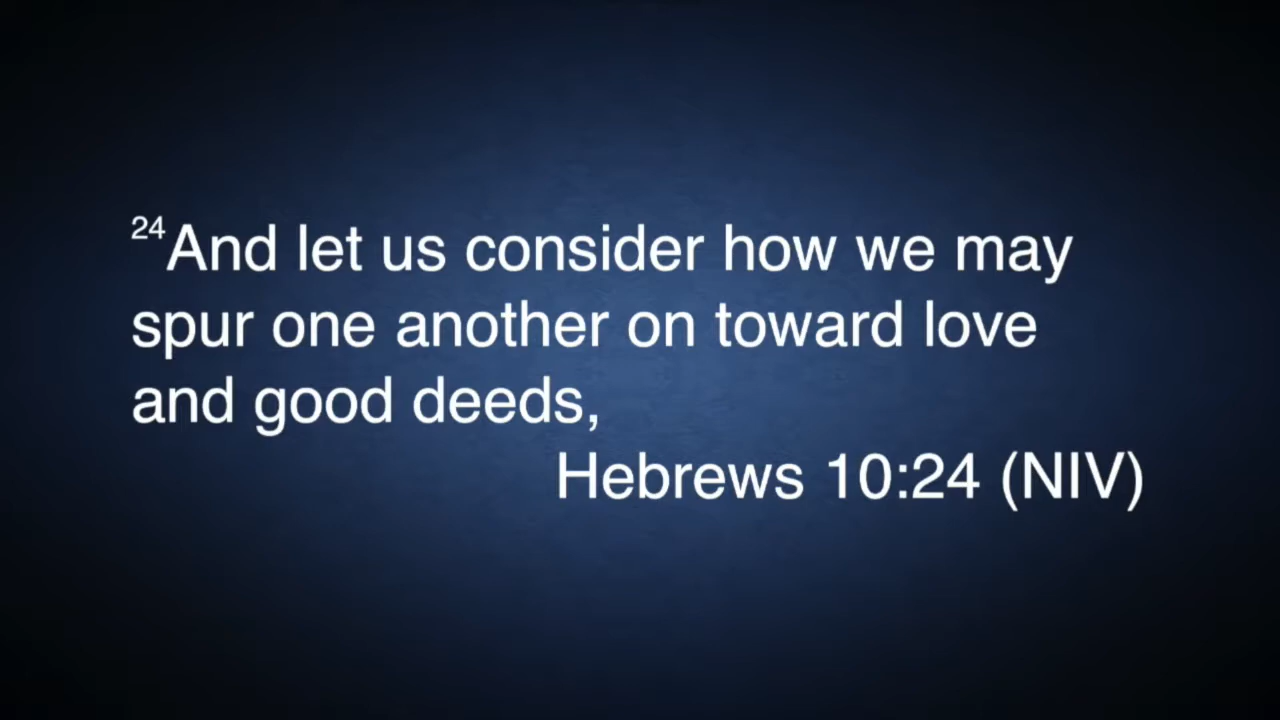 24And let us consider how we may
spur one another on toward love
and good deeds,
Hebrews 10:24 (NIV)